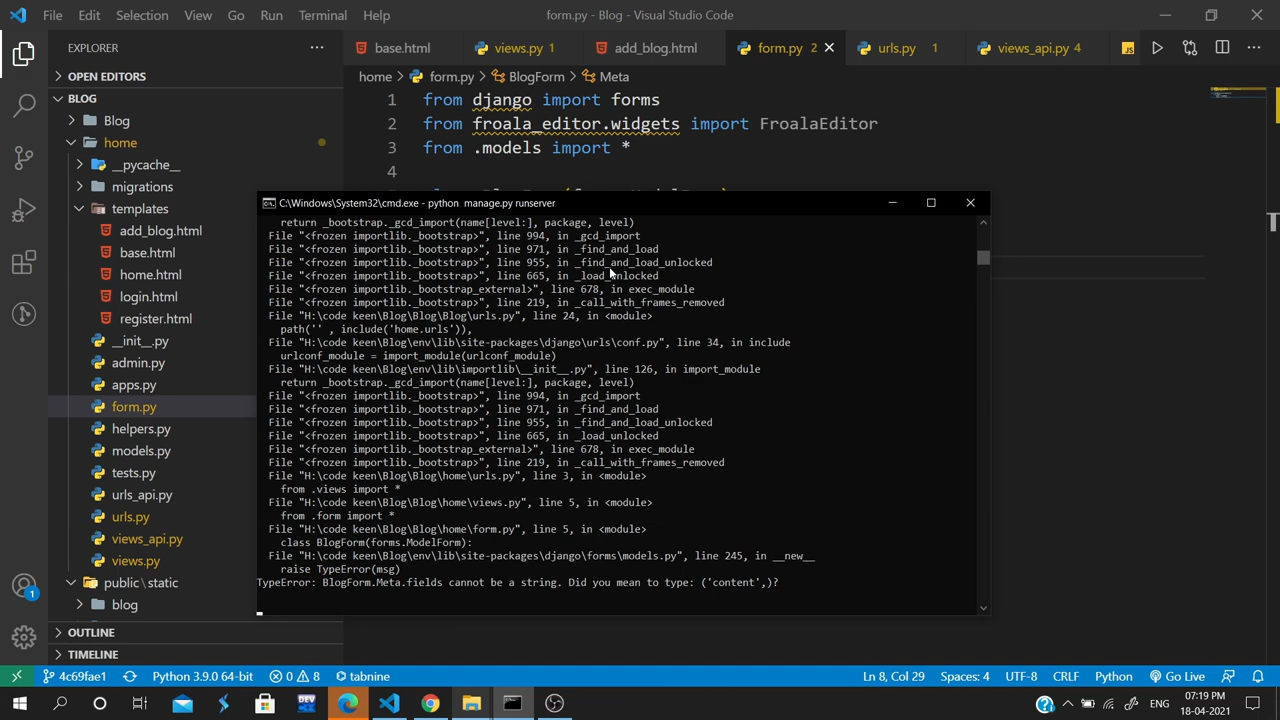 File Edit Selection View Go Run Terminal Help
form.py - Blog - Visual Studio Code
EXPLORER
OPEN EDITORS
BLOG
Blog
home
__pycache__
migrations
templates
add_blog.html
base.html
home.html
login.html
register.html
__init__.py
admin.py
apps.py
form.py
helpers.py
models.py
tests.py
urls_api.py
urls.py
views_api.py
views.py
public\static
blog
OUTLINE
TIMELINE
base.html
views.py 1
add_blog.html
form.py 2
urls.py 1
views_api.py 4
JS
home > form.py > BlogForm > Meta
1 from django import forms
2 from froala_editor.widgets import FroalaEditor
3 from .models import *
4
C:\Windows\System32\cmd.exe - python  manage.py runserver
return _bootstrap._gcd_import(name[level:], package, level)
File "<frozen importlib._bootstrap>", line 994, in _gcd_import
File "<frozen importlib._bootstrap>", line 971, in _find_and_load
File "<frozen importlib._bootstrap>", line 955, in _find_and_load_unlocked
File "<frozen importlib._bootstrap>", line 665, in _load_unlocked
File "<frozen importlib._bootstrap_external>", line 678, in exec_module
File "<frozen importlib._bootstrap>", line 219, in _call_with_frames_removed
File "H:\code keen\Blog\Blog\Blog\urls.py", line 24, in <module>
path('' , include('home.urls')),
File "H:\code keen\Blog\env\lib\site-packages\django\urls\conf.py", line 34, in include
urlconf_module = import_module(urlconf_module)
File "H:\code keen\Blog\env\lib\importlib\__init__.py", line 126, in import_module
return _bootstrap._gcd_import(name[level:], package, level)
File "<frozen importlib._bootstrap>", line 994, in _gcd_import
File "<frozen importlib._bootstrap>", line 971, in _find_and_load
File "<frozen importlib._bootstrap>", line 955, in _find_and_load_unlocked
File "<frozen importlib._bootstrap>", line 665, in _load_unlocked
File "<frozen importlib._bootstrap_external>", line 678, in exec_module
File "<frozen importlib._bootstrap>", line 219, in _call_with_frames_removed
File "H:\code keen\Blog\Blog\home\urls.py", line 3, in <module>
from .views import *
File "H:\code keen\Blog\Blog\home\views.py", line 5, in <module>
from .form import *
File "H:\code keen\Blog\Blog\home\form.py", line 5, in <module>
class BlogForm(forms.ModelForm):
File "H:\code keen\Blog\env\lib\site-packages\django\forms\models.py", line 245, in __new__
raise TypeError(msg)
TypeError: BlogForm.Meta.fields cannot be a string. Did you mean to type: ('content',)?
1
4c69fae1 Python 3.9.0 64-bit 0 8 tabnine Ln 8, Col 29 Spaces: 4 UTF-8 CRLF Python Go Live
DEV
ENG
07:19 PM
18-04-2021